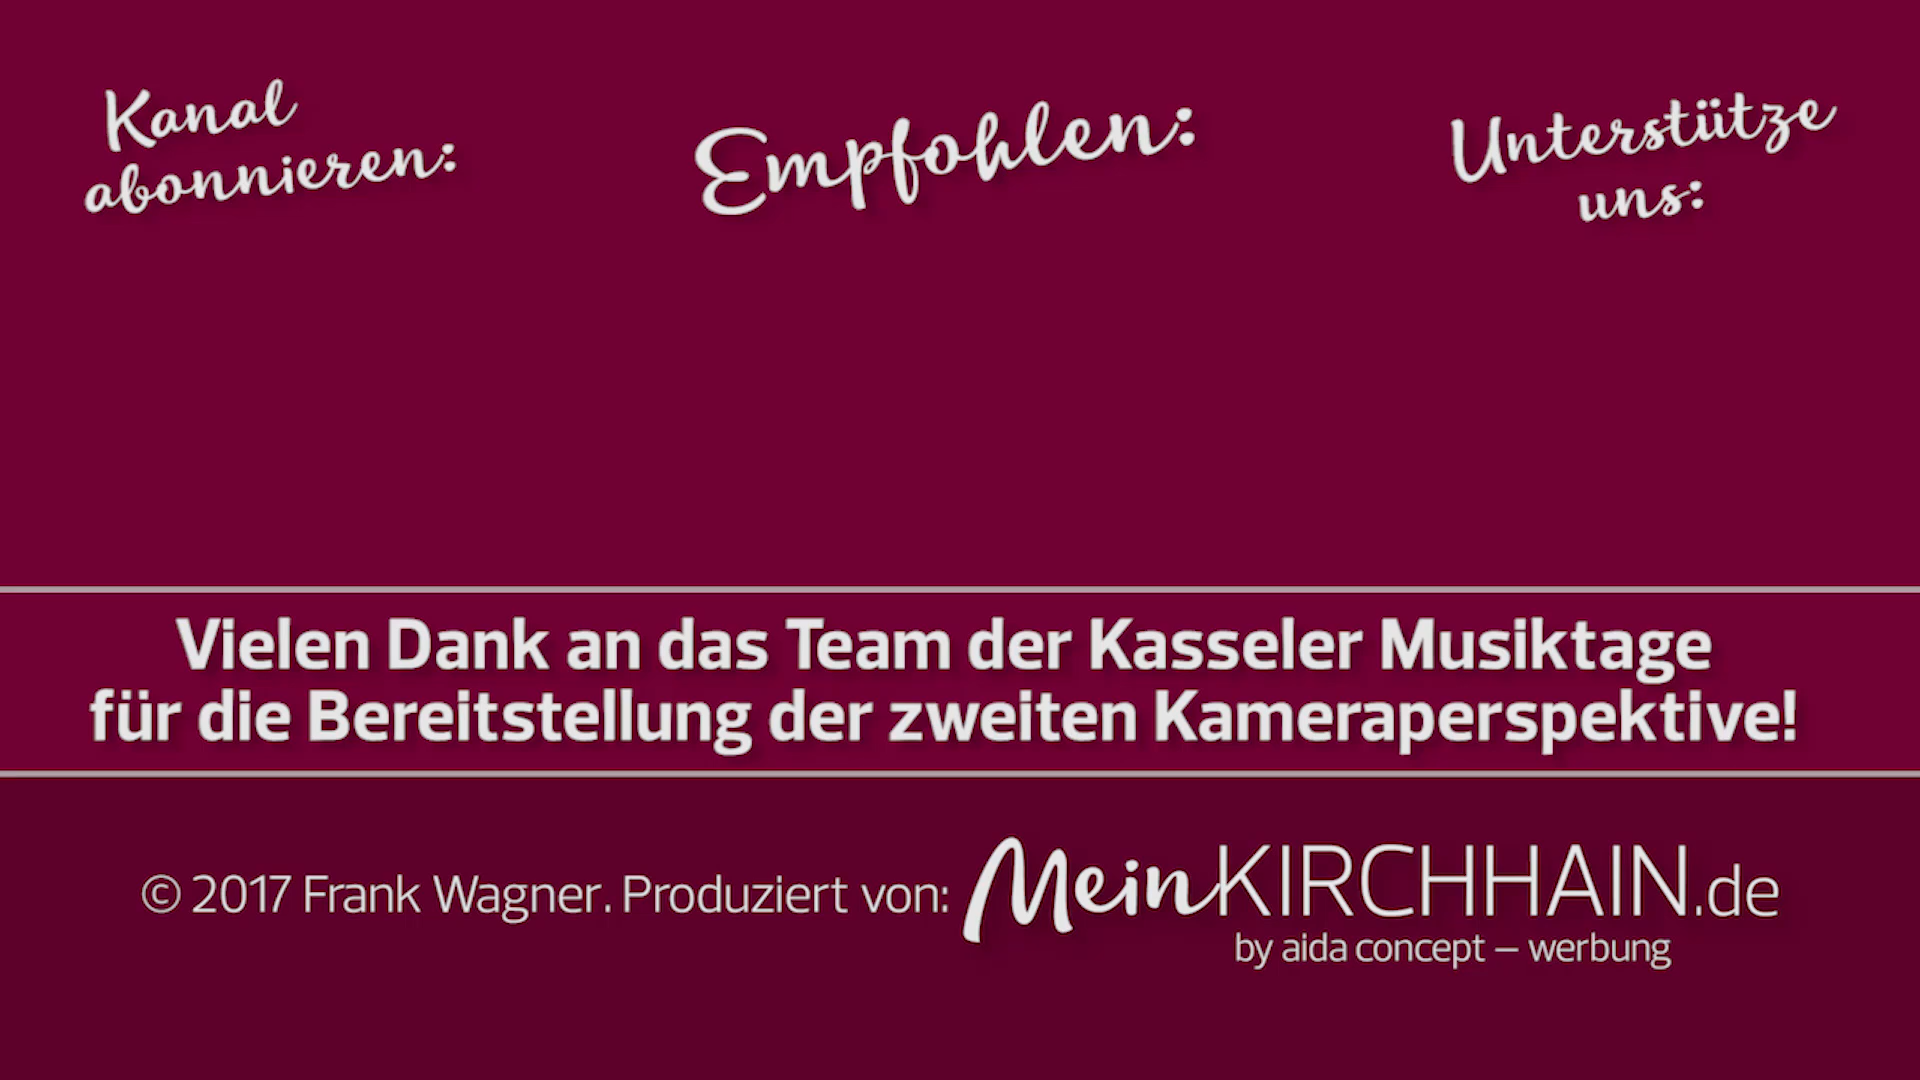 Kanal
abonnieren:
Empfohlen:
Unterstütze
uns:
Vielen Dank an das Team der Kasseler Musiktage
für die Bereitstellung der zweiten Kameraperspektive!
© 2017 Frank Wagner. Produziert von: MeinKIRCHHAIN.de
by aida concept – werbung